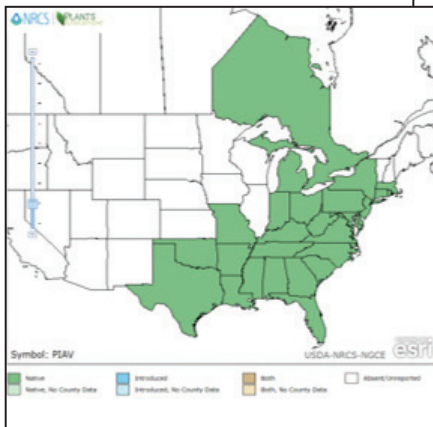 NRCS PLANTS
Symbol: PIAV
USDA-NRCS-NGCE
esri
Native
Introduced
Both
Absent/Unreported
Native, No County Data
Introduced, No County Data
Both, No County Data